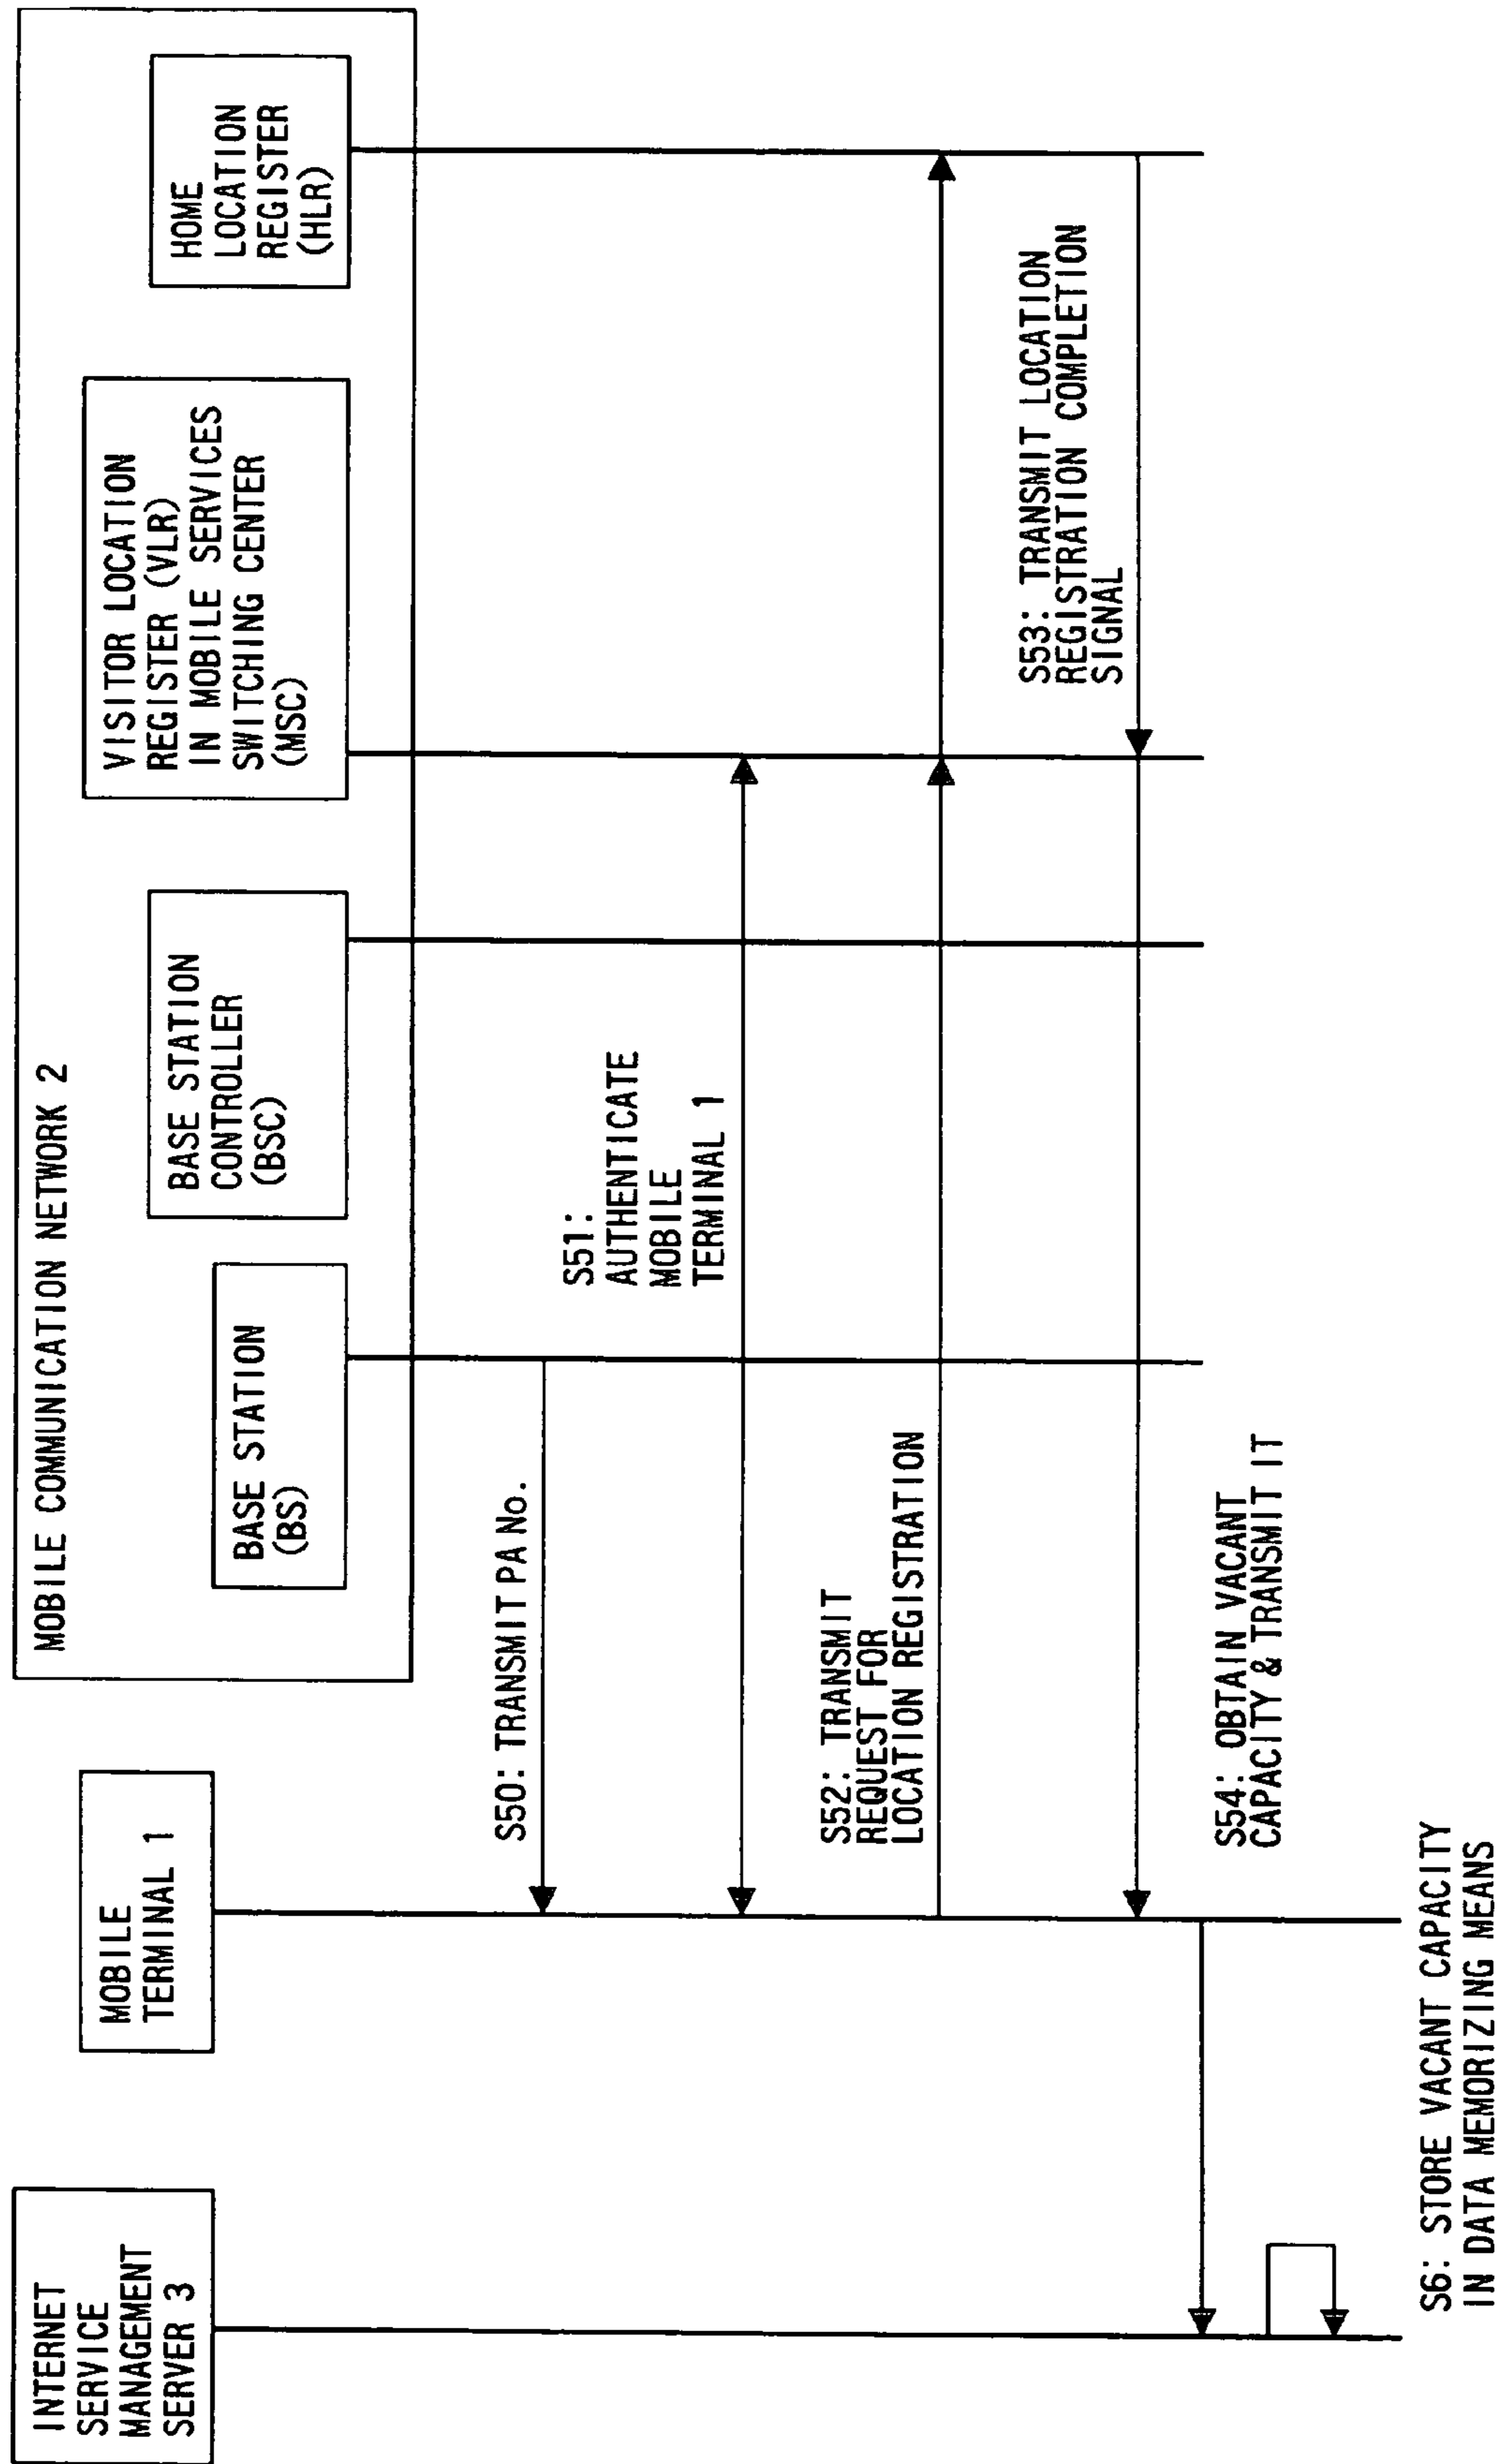 MOBILE COMMUNICATION NETWORK 2
INTERNET
SERVICE
MANAGEMENT
SERVER 3
MOBILE
TERMINAL 1
BASE STATION
(BS)
BASE STATION
CONTROLLER
(BSC)
VISITOR LOCATION
REGISTER (VLR)
IN MOBILE SERVICES
SWITCHING CENTER
(MSC)
HOME
LOCATION
REGISTER
(HLR)
S50: TRANSMIT PA No.
S51:
AUTHENTICATE
MOBILE
TERMINAL 1
S52: TRANSMIT
REQUEST FOR
LOCATION REGISTRATION
S53: TRANSMIT LOCATION
REGISTRATION COMPLETION
SIGNAL
S54: OBTAIN VACANT
CAPACITY & TRANSMIT IT
S6: STORE VACANT CAPACITY
IN DATA MEMORIZING MEANS